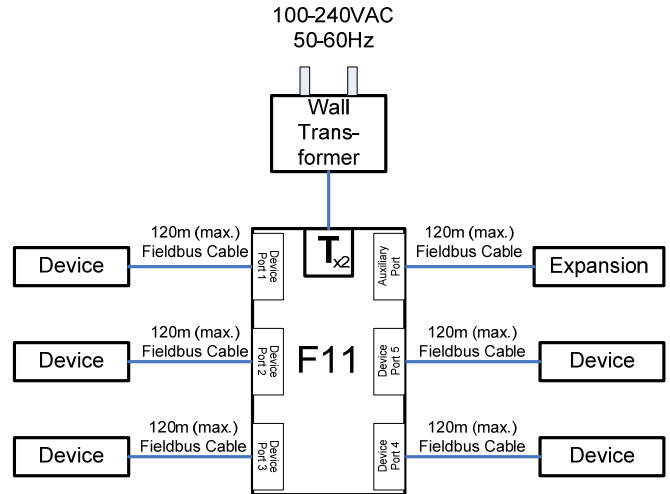 100-240VAC
50-60Hz
Wall
Trans-
former
Tx2
120m (max.)
Fieldbus Cable
Device
Device
Port 1
Auxiliary
Port
120m (max.)
Fieldbus Cable
Expansion
120m (max.)
Fieldbus Cable
Device
Device
Port 2
F11
Device
Port 5
120m (max.)
Fieldbus Cable
Device
120m (max.)
Fieldbus Cable
Device
Device
Port 3
Device
Port 4
120m (max.)
Fieldbus Cable
Device